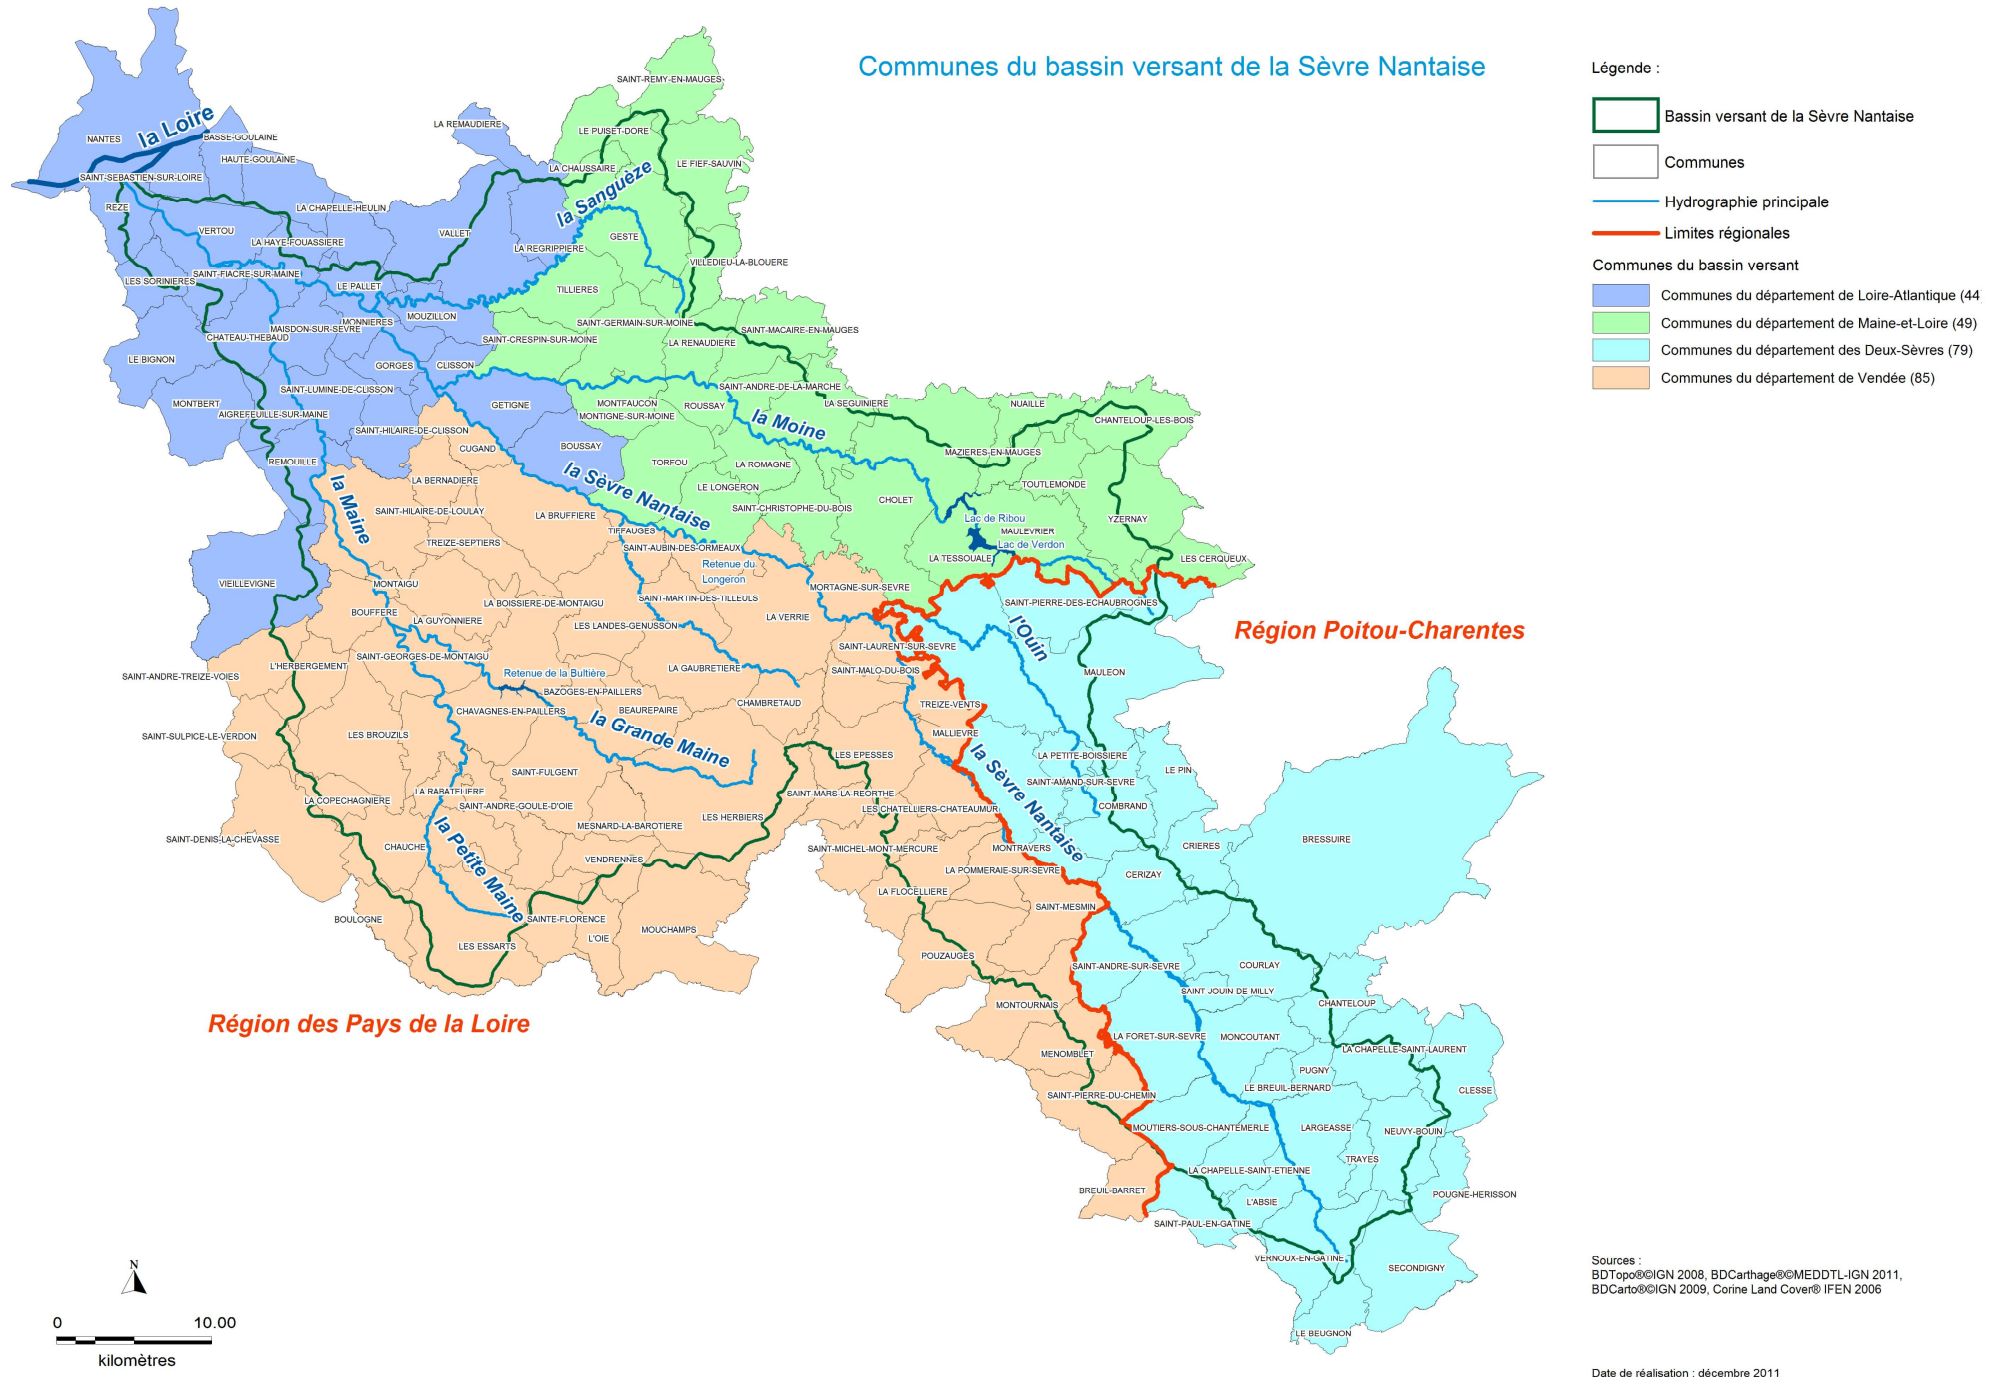 Communes du bassin versant de la Sèvre Nantaise
Légende :
Bassin versant de la Sèvre Nantaise
Communes
Hydrographie principale
Limites régionales
Communes du bassin versant
Communes du département de Loire-Atlantique (44
Communes du département de Maine-et-Loire (49)
Communes du département des Deux-Sèvres (79)
Communes du département de Vendée (85)
SAINT-REMY-EN-MAUGES
LA REMAUDIERE
LE PUISET-DORE
NANTES
la Loire
BASSE-GOULAINE
HAUTE-GOULAINE
LA CHAUSSAIRE
LE FIEF-SAUVIN
SAINT-SEBASTIEN-SUR-LOIRE
la Sanguèze
REZE
LA CHAPELLE-HEULIN
VERTOU
VALLET
LA HAYE-FOUASSIERE
LA REGRIPPIERE
GESTE
VILLEDIEU-LA-BLOUERE
SAINT-FIACRE-SUR-MAINE
LES SORINIERES
LE PALLET
TILLIERES
MOUZILLON
MONNIERES
MAISDON-SUR-SEVRE
CHATEAU-THEBAUD
SAINT-GERMAIN-SUR-MOINE
SAINT-MACAIRE-EN-MAUGES
SAINT-CRESPIN-SUR-MOINE
LA RENAUDIERE
LE BIGNON
GORGES
CLISSON
SAINT-LUMINE-DE-CLISSON
SAINT-ANDRE-DE-LA-MARCHE
MONTBERT
GETIGNE
MONTFAUCON
ROUSSAY
LA SEGUINIERE
NUAILLE
AIGREFEUILLE-SUR-MAINE
MONTIGNE-SUR-MOINE
la Moine
CHANTELOUP-LES-BOIS
SAINT-HILAIRE-DE-CLISSON
CUGAND
BOUSSAY
MAZIERES-EN-MAUGES
REMOUILLE
la Sèvre Nantaise
TORFOU
LA ROMAGNE
LA BERNADIERE
LE LONGERON
TOUTLEMONDE
la Maine
CHOLET
SAINT-HILAIRE-DE-LOULAY
LA BRUFFIERE
SAINT-CHRISTOPHE-DU-BOIS
Lac de Ribou
YZERNAY
TIFFAUGES
MAULEVRIER
TREIZE-SEPTIERS
SAINT-AUBIN-DES-ORMEAUX
Lac de Verdon
LA TESSOUALE
LES CERQUEUX
Retenue du
Longeron
VIEILLEVIGNE
MONTAIGU
MORTAGNE-SUR-SEVRE
LA BOISSIERE-DE-MONTAIGU
SAINT-MARTIN-DES-TILLEULS
SAINT-PIERRE-DES-ECHAUBROGNES
BOUFFERE
LA GUYONNIERE
LA VERRIE
LES LANDES-GENUSSON
l'Ouin
Région Poitou-Charentes
SAINT-LAURENT-SUR-SEVRE
SAINT-GEORGES-DE-MONTAIGU
L'HERBERGEMENT
LA GAUBRETIERE
SAINT-MALO-DU-BOIS
SAINT-ANDRE-TREIZE-VOIES
Retenue de la Bultière
MAULEON
BAZOGES-EN-PAILLERS
CHAMBRETAUD
TREIZE-VENTS
CHAVAGNES-EN-PAILLERS
BEAUREPAIRE
la Grande Maine
SAINT-SULPICE-LE-VERDON
LES BROUZILS
MALLIEVRE
LES EPESSES
la Sèvre Nantaise
LA PETITE-BOISSIERE
SAINT-FULGENT
LE PIN
SAINT-AMAND-SUR-SEVRE
LA RABATELIERE
SAINT-MARS-LA-REORTHE
LA COPECHAGNIERE
SAINT-ANDRE-GOULE-D'OIE
LES CHATELLIERS-CHATEAUMUR
COMBRAND
LES HERBIERS
MESNARD-LA-BAROTIERE
SAINT-DENIS-LA-CHEVASSE
BRESSUIRE
CHAUCHE
la Petite Maine
SAINT-MICHEL-MONT-MERCURE
MONTRAVERS
CRIERES
VENDRENNES
LA POMMERAIE-SUR-SEVRE
CERIZAY
LA FLOCELLIERE
SAINT-MESMIN
BOULOGNE
SAINTE-FLORENCE
L'OIE
MOUCHAMPS
LES ESSARTS
POUZAUGES
SAINT-ANDRE-SUR-SEVRE
COURLAY
SAINT JOUIN DE MILLY
MONTOURNAIS
CHANTELOUP
Région des Pays de la Loire
LA FORET-SUR-SEVRE
MONCOUTANT
MENOMBLET
LA CHAPELLE-SAINT-LAURENT
PUGNY
LE BREUIL-BERNARD
CLESSE
SAINT-PIERRE-DU-CHEMIN
MOUTIERS-SOUS-CHANTEMERLE
LARGEASSE
NEUVY-BOUIN
TRAYES
LA CHAPELLE-SAINT-ETIENNE
BREUIL-BARRET
L'ABSIE
POUGNE-HERISSON
SAINT-PAUL-EN-GATINE
VERNOUX-EN-GATINE
SECONDIGNY
LE BEUGNON
N
0 10.00
kilomètres
Sources :
BDTopo®©IGN 2008, BDCarthage®©MEDDTL-IGN 2011,
BDCarto®©IGN 2009, Corine Land Cover® IFEN 2006
Date de réalisation : décembre 2011